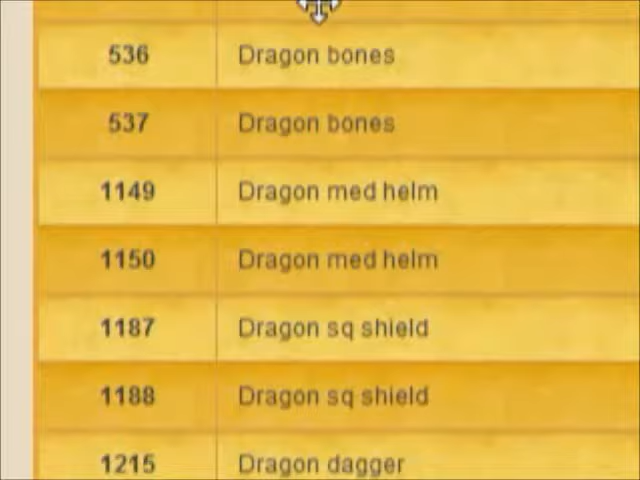 536 Dragon bones
537 Dragon bones
1149 Dragon med helm
1150 Dragon med helm
1187 Dragon sq shield
1188 Dragon sq shield
1215 Dragon dagger